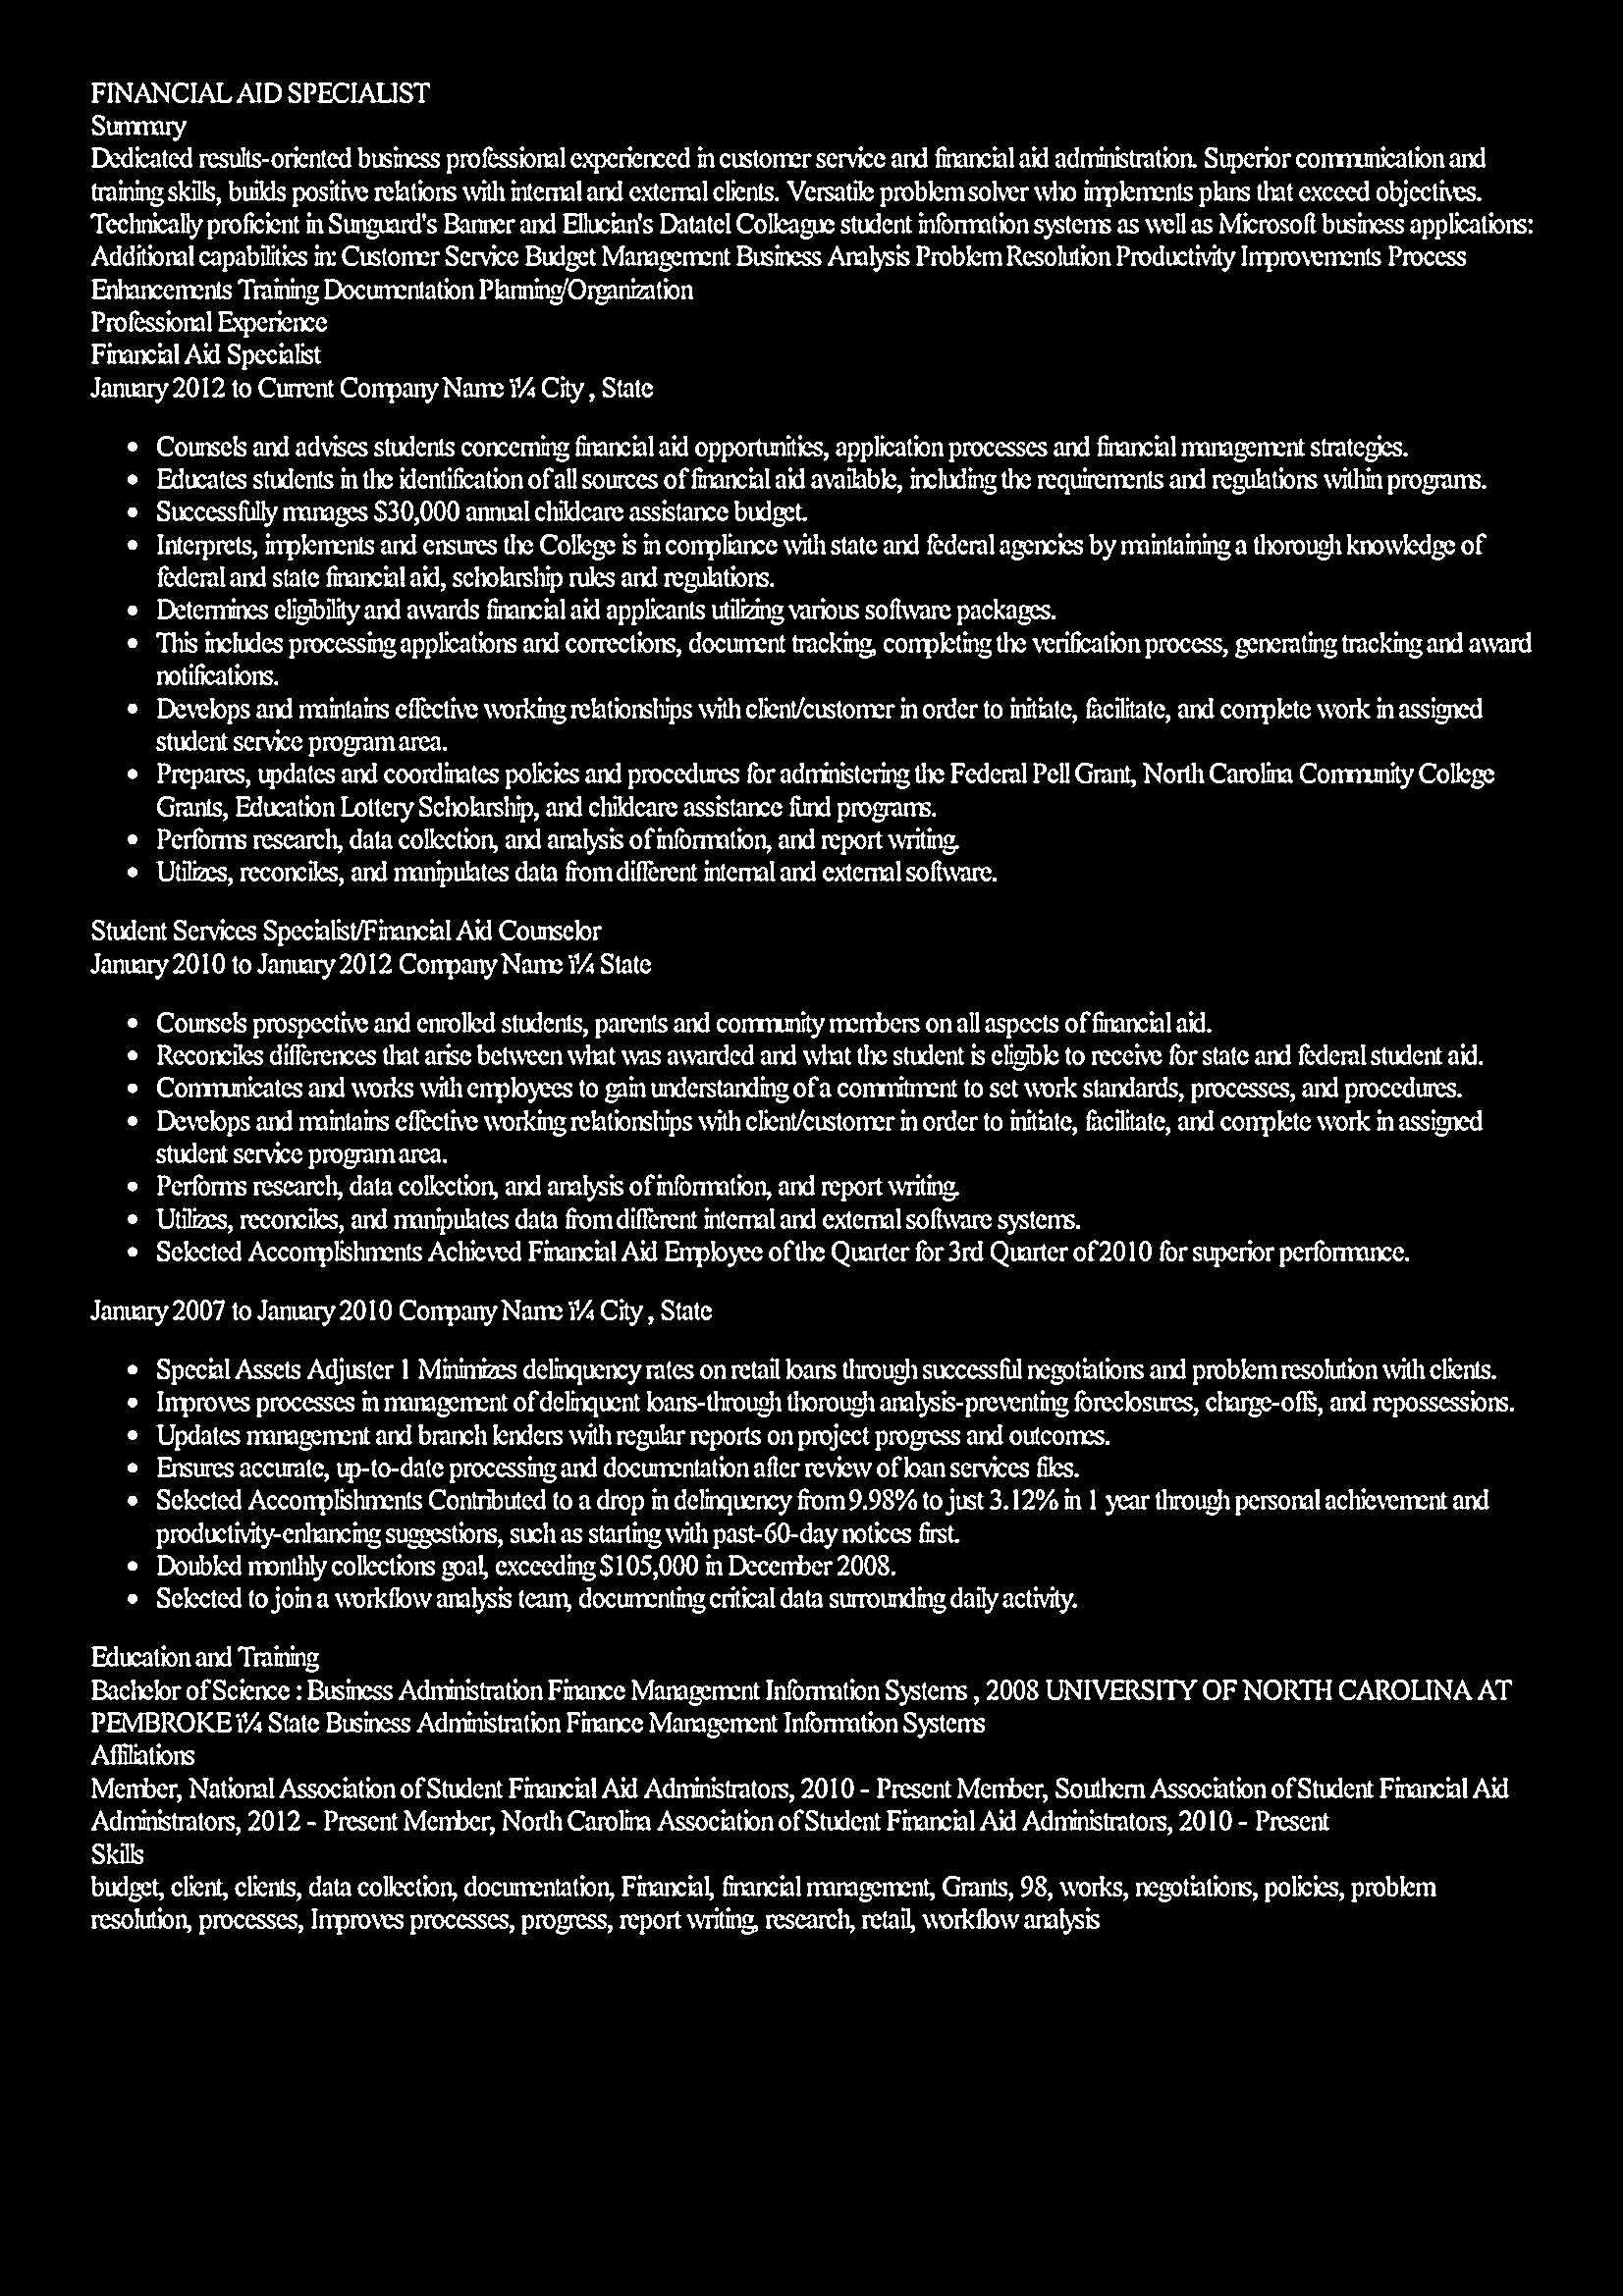 FINANCIAL AID SPECIALIST
Summary
Dedicated results-oriented business professional experienced in customer service and financial aid administration. Superior communication and
training skills, builds positive relations with internal and external clients. Versatile problem solver who implements plans that exceed objectives.
Technically proficient in Sunguard's Banner and Ellucian's Datatel Colleague student information systems as well as Microsoft business applications:
Additional capabilities in: Customer Service Budget Management Business Analysis Problem Resolution Productivity Improvements Process
Enhancements Training Documentation Planning/Organization
Professional Experience
Financial Aid Specialist
January 2012 to Current Company Name ï¼ City , State
• Counsels and advises students concerning financial aid opportunities, application processes and financial management strategies.
• Educates students in the identification of all sources of financial aid available, including the requirements and regulations within programs.
• Successfully manages $30,000 annual childcare assistance budget.
• Interprets, implements and ensures the College is in compliance with state and federal agencies by maintaining a thorough knowledge of
federal and state financial aid, scholarship rules and regulations.
• Determines eligibility and awards financial aid applicants utilizing various software packages.
• This includes processing applications and corrections, document tracking, completing the verification process, generating tracking and award
notifications.
• Develops and maintains effective working relationships with client/customer in order to initiate, facilitate, and complete work in assigned
student service program area.
• Prepares, updates and coordinates policies and procedures for administering the Federal Pell Grant, North Carolina Community College
Grants, Education Lottery Scholarship, and childcare assistance fund programs.
• Performs research, data collection, and analysis of information, and report writing.
• Utilizes, reconciles, and manipulates data from different internal and external software.
Student Services Specialist/Financial Aid Counselor
January 2010 to January 2012 Company Name ï¼ State
• Counsels prospective and enrolled students, parents and community members on all aspects of financial aid.
• Reconciles differences that arise between what was awarded and what the student is eligible to receive for state and federal student aid.
• Communicates and works with employees to gain understanding of a commitment to set work standards, processes, and procedures.
• Develops and maintains effective working relationships with client/customer in order to initiate, facilitate, and complete work in assigned
student service program area.
• Performs research, data collection, and analysis of information, and report writing.
• Utilizes, reconciles, and manipulates data from different internal and external software systems.
• Selected Accomplishments Achieved Financial Aid Employee of the Quarter for 3rd Quarter of 2010 for superior performance.
January 2007 to January 2010 Company Name ï¼ City , State
• Special Assets Adjuster 1 Minimizes delinquency rates on retail loans through successful negotiations and problem resolution with clients.
• Improves processes in management of delinquent loans-through thorough analysis-preventing foreclosures, charge-offs, and repossessions.
• Updates management and branch lenders with regular reports on project progress and outcomes.
• Ensures accurate, up-to-date processing and documentation after review of loan services files.
• Selected Accomplishments Contributed to a drop in delinquency from 9.98% to just 3.12% in 1 year through personal achievement and
productivity-enhancing suggestions, such as starting with past-60-day notices first.
• Doubled monthly collections goal, exceeding $105,000 in December 2008.
• Selected to join a workflow analysis team, documenting critical data surrounding daily activity.
Education and Training
Bachelor of Science : Business Administration Finance Management Information Systems , 2008 UNIVERSITY OF NORTH CAROLINA AT
PEMBROKE ï¼ State Business Administration Finance Management Information Systems
Affiliations
Member, National Association of Student Financial Aid Administrators, 2010 - Present Member, Southern Association of Student Financial Aid
Administrators, 2012 - Present Member, North Carolina Association of Student Financial Aid Administrators, 2010 - Present
Skills
budget, client, clients, data collection, documentation, Financial, financial management, Grants, 98, works, negotiations, policies, problem
resolution, processes, Improves processes, progress, report writing, research, retail, workflow analysis